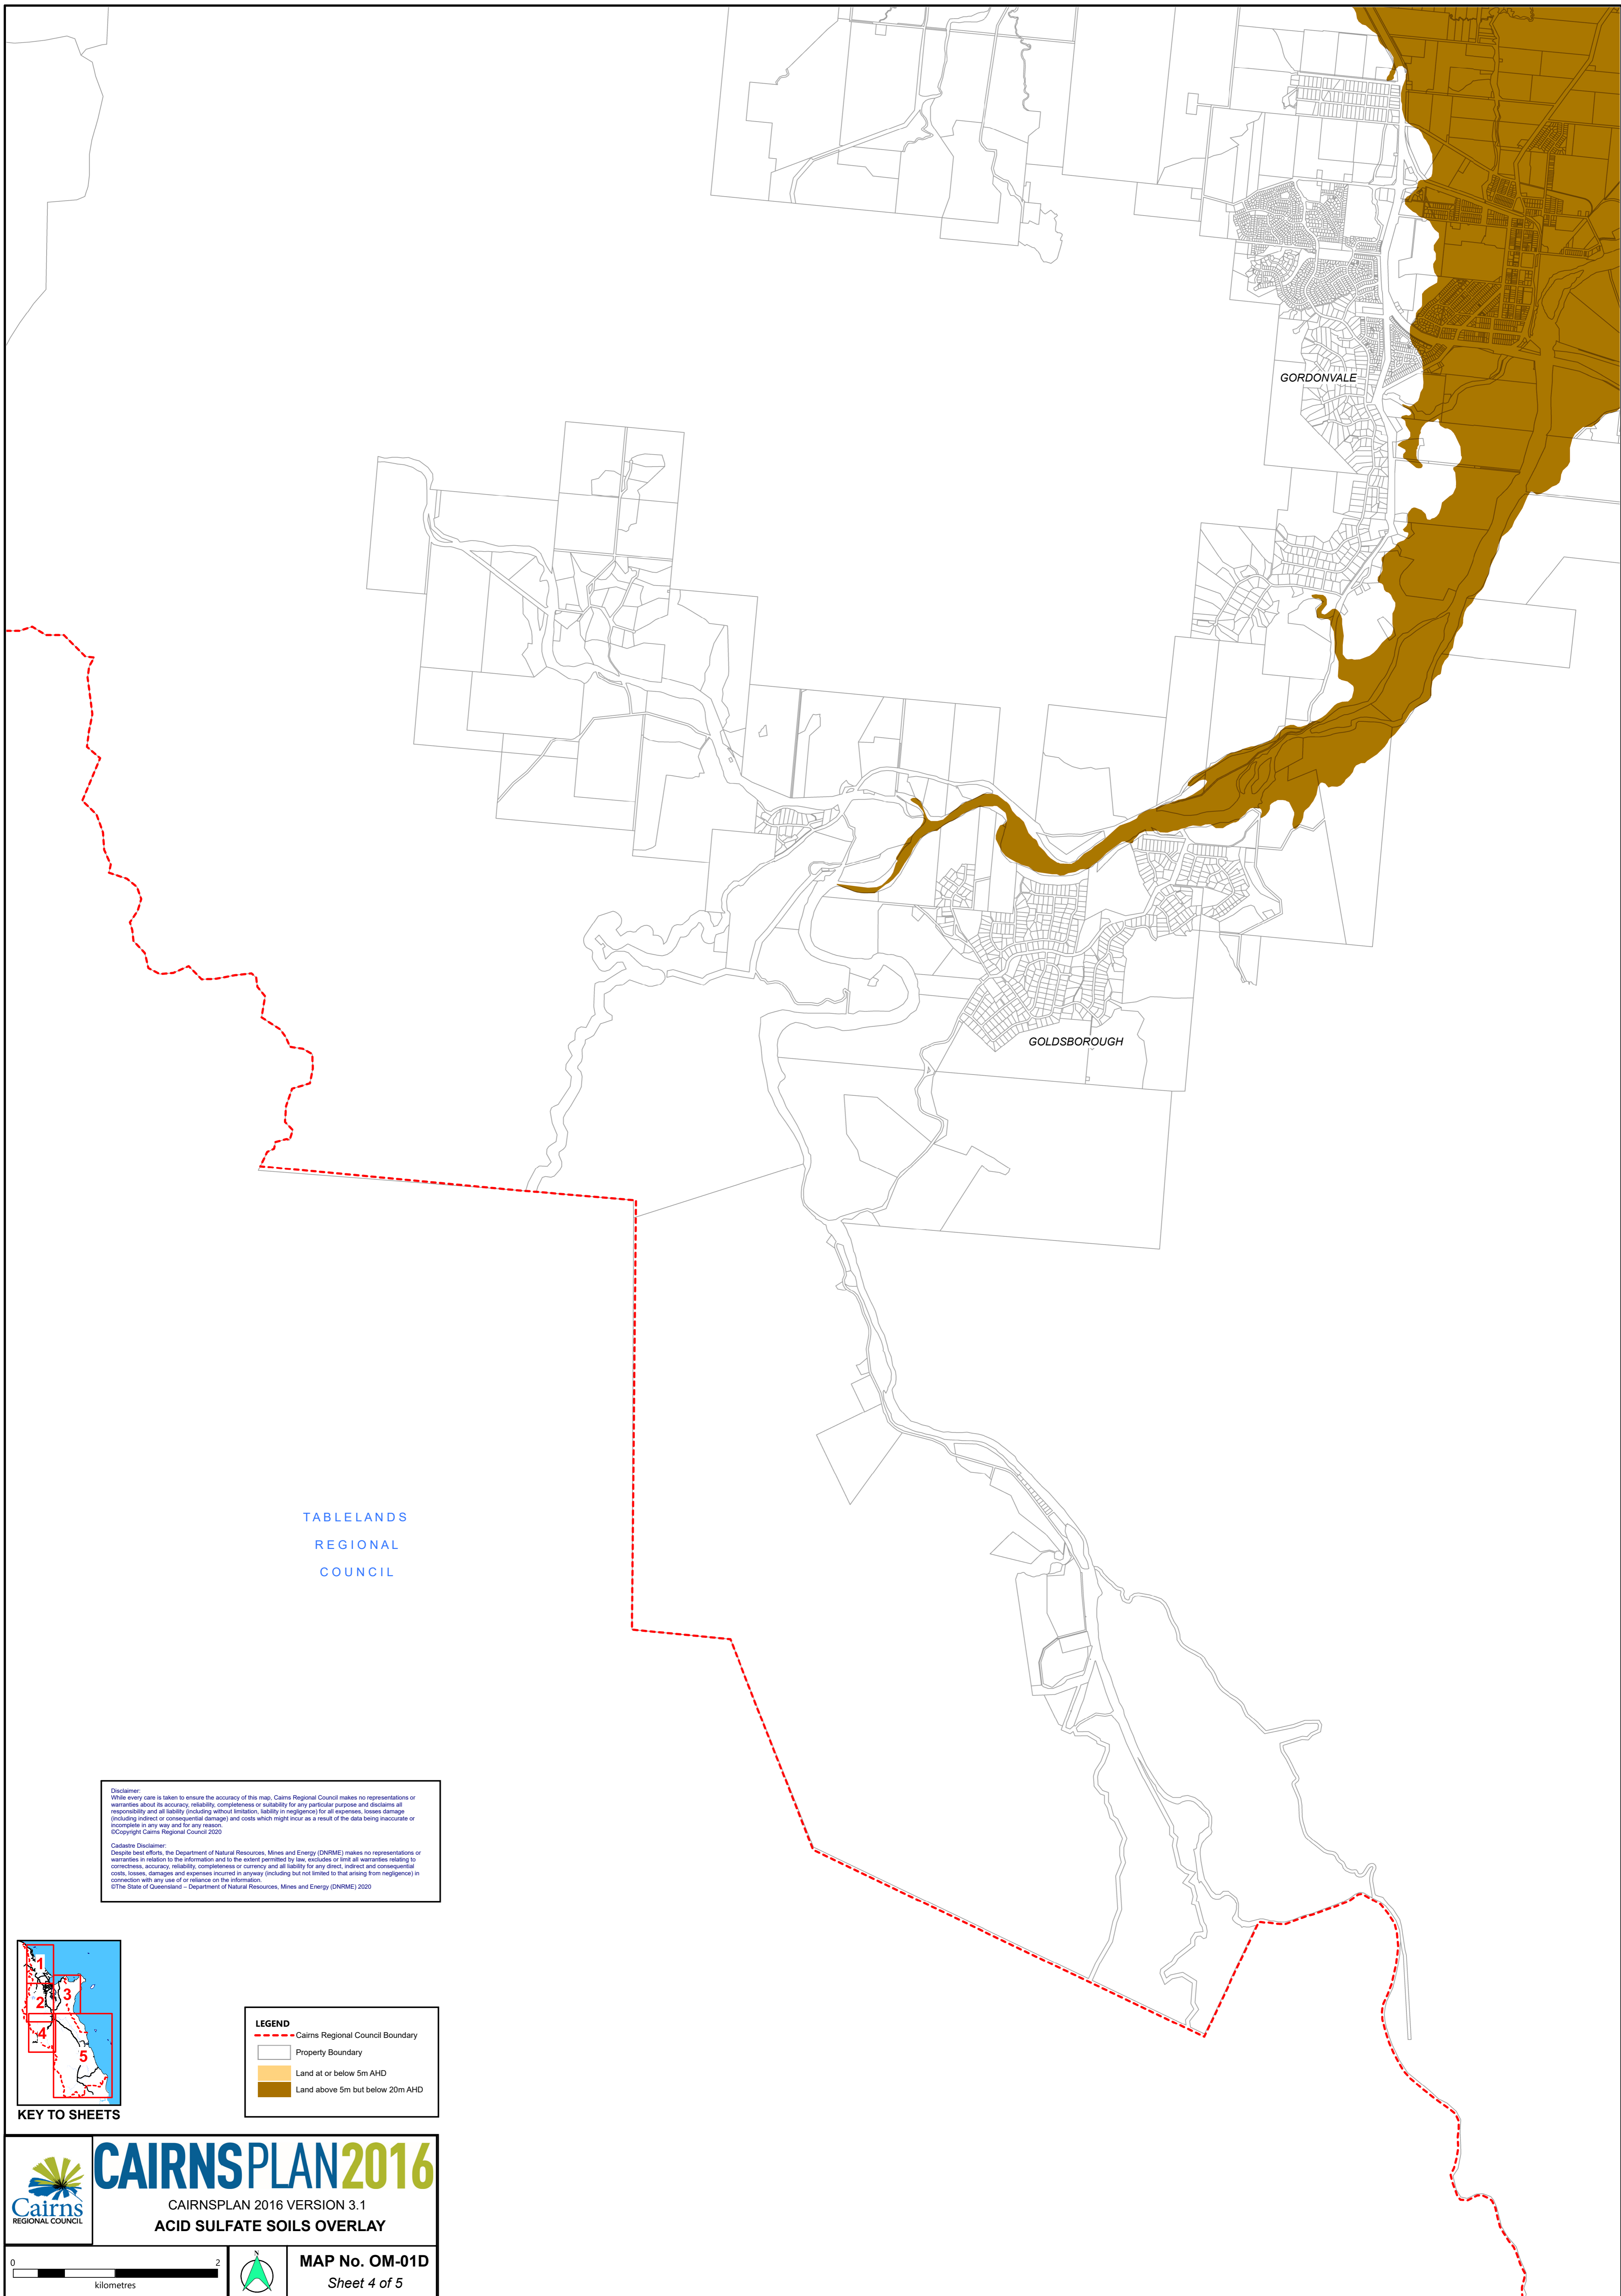 GORDONVALE
GOLDSBOROUGH
TABLELANDS
REGIONAL
COUNCIL
Disclaimer:
While every care is taken to ensure the accuracy of this map, Cairns Regional Council makes no representations or
warranties about its accuracy, reliability, completeness or suitability for any particular purpose and disclaims all
responsibility and all liability (including without limitation, liability in negligence) for all expenses, losses damage
(including indirect or consequential damage) and costs which might incur as a result of the data being inaccurate or
incomplete in any way and for any reason.
©Copyright Cairns Regional Council 2020
Cadastre Disclaimer:
Despite best efforts, the Department of Natural Resources, Mines and Energy (DNRME) makes no representations or
warranties in relation to the information and to the extent permitted by law, excludes or limit all warranties relating to
correctness, accuracy, reliability, completeness or currency and all liability for any direct, indirect and consequential
costs, losses, damages and expenses incurred in anyway (including but not limited to that arising from negligence) in
connection with any use of or reliance on the information.
©The State of Queensland – Department of Natural Resources, Mines and Energy (DNRME) 2020
1
2
3
4
5
KEY TO SHEETS
LEGEND
Cairns Regional Council Boundary
Property Boundary
Land at or below 5m AHD
Land above 5m but below 20m AHD
Cairns
REGIONAL COUNCIL
CAIRNSPLAN2016
CAIRNSPLAN 2016 VERSION 3.1
ACID SULFATE SOILS OVERLAY
0 2
kilometres
N
MAP No. OM-01D
Sheet 4 of 5